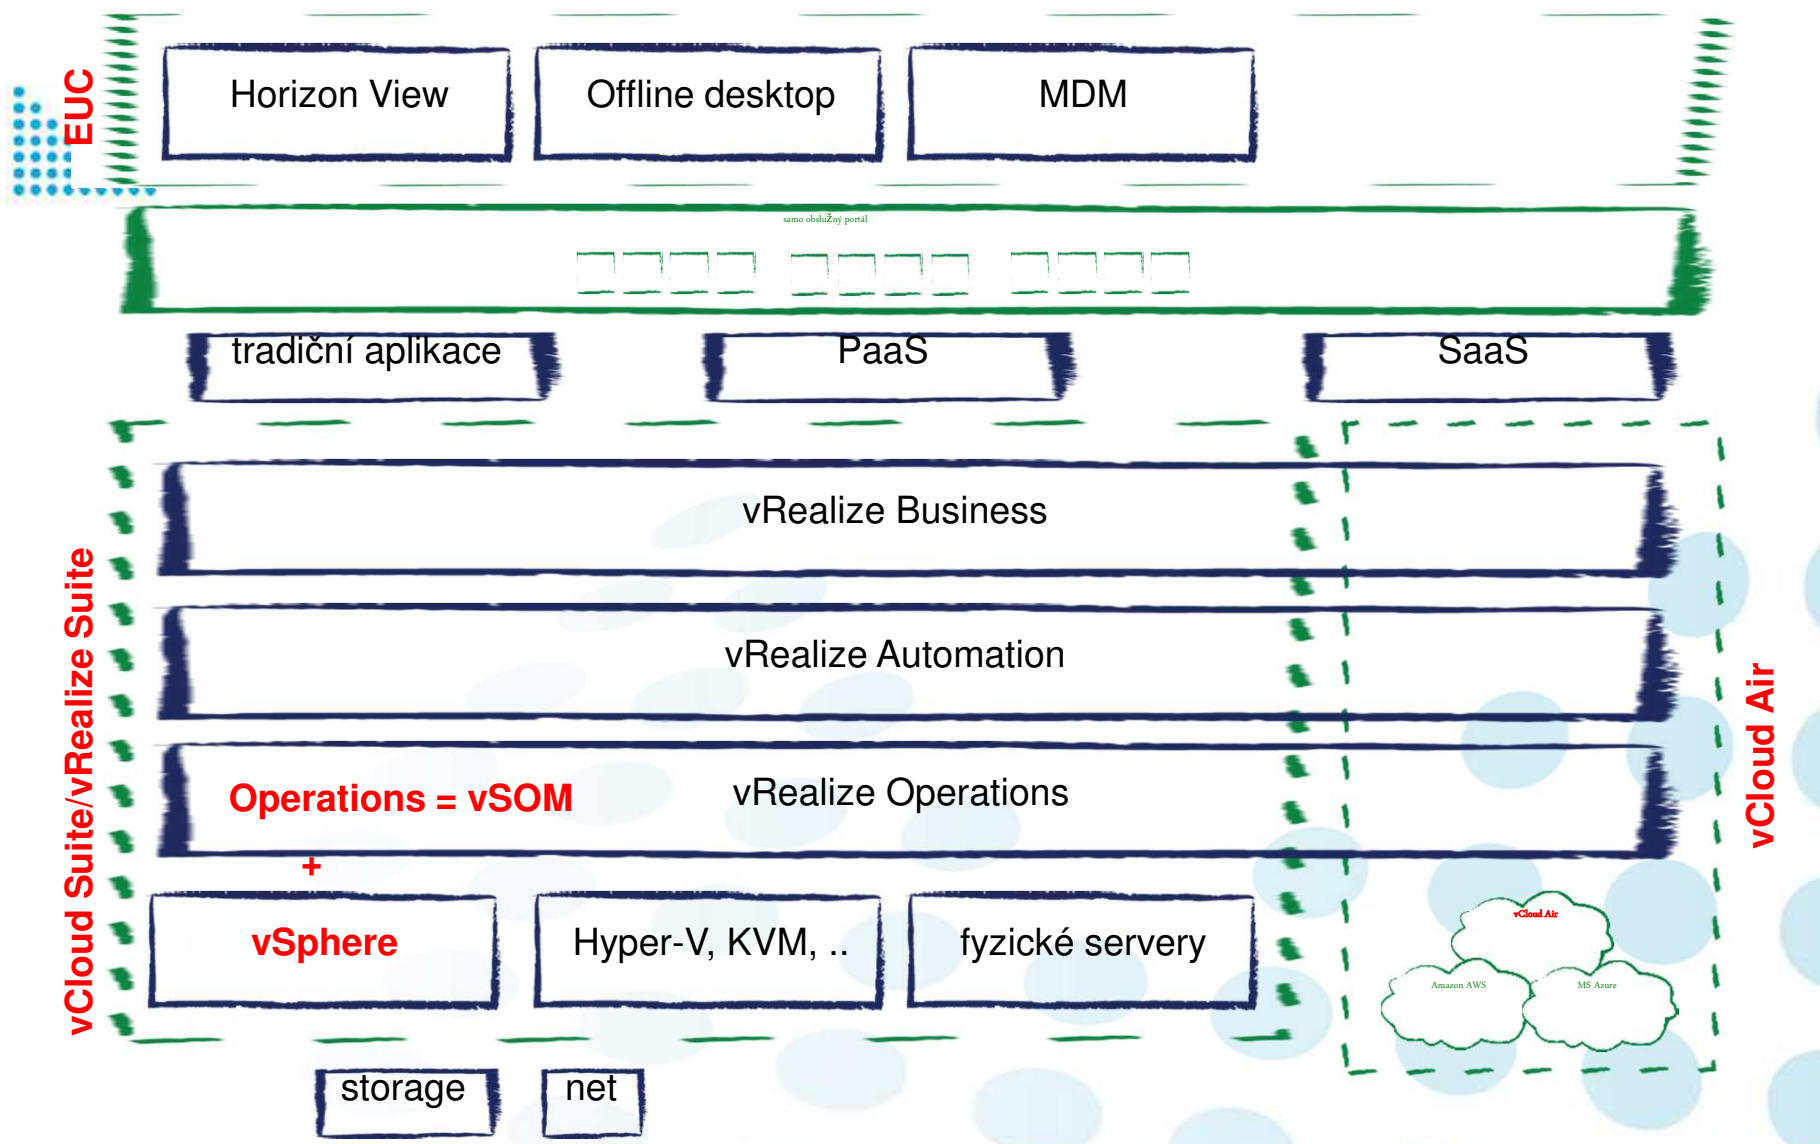 EUC
Horizon View
Offline desktop
MDM
samo obslužný portál
tradiční aplikace
PaaS
SaaS
vCloud Suite/vRealize Suite
vRealize Business
vRealize Automation
Operations = vSOM
vRealize Operations
+
vSphere
Hyper-V, KVM, ..
fyzické servery
vCloud Air
vCloud Air
Amazon AWS
MS Azure
storage
net